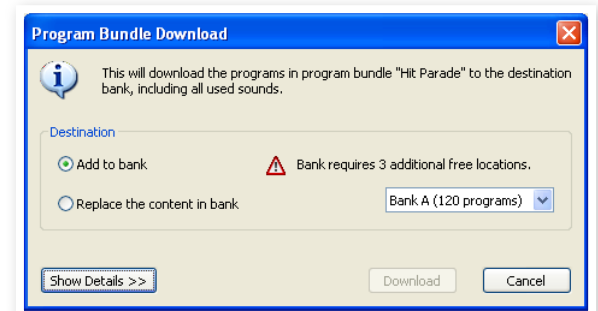 Program Bundle Download
This will download the programs in program bundle "Hit Parade" to the destination
bank, including all used sounds.
Destination
Add to bank
Bank requires 3 additional free locations.
Replace the content in bank
Bank A (120 programs)
Show Details >>
Download
Cancel